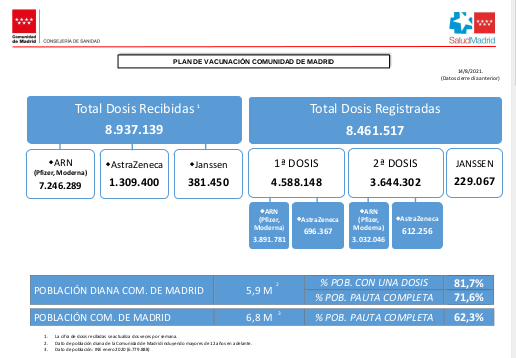 Comunidad
de Madrid
CONSEJERÍA DE SANIDAD
SaludMadrid
PLAN DE VACUNACIÓN COMUNIDAD DE MADRID
14/8/2021.
(Datos cierre día anterior)
Total Dosis Recibidas 1
8.937.139
Total Dosis Registradas
8.461.517
ARN
(Pfizer, Moderna)
7.246.289
AstraZeneca
1.309.400
Janssen
381.450
1ª DOSIS
4.588.148
2ª DOSIS
3.644.302
JANSSEN
229.067
ARN
(Pfizer,
Moderna)
3.891.781
AstraZeneca
696.367
ARN
(Pfizer,
Moderna)
3.032.046
AstraZeneca
612.256
POBLACIÓN DIANA COM. DE MADRID
5,9 M 2
% POB. CON UNA DOSIS
81,7%
% POB. PAUTA COMPLETA
71,6%
POBLACIÓN COM. DE MADRID
6,8 M 3
% POB. PAUTA COMPLETA
62,3%
1. La cifra de dosis recibidas se actualiza dos veces por semana.
2. Dato de población diana de la Comunidad de Madrid incluyendo mayores de 12 años en adelante.
3. Dato de población: INE enero 2020 (6.779.888)